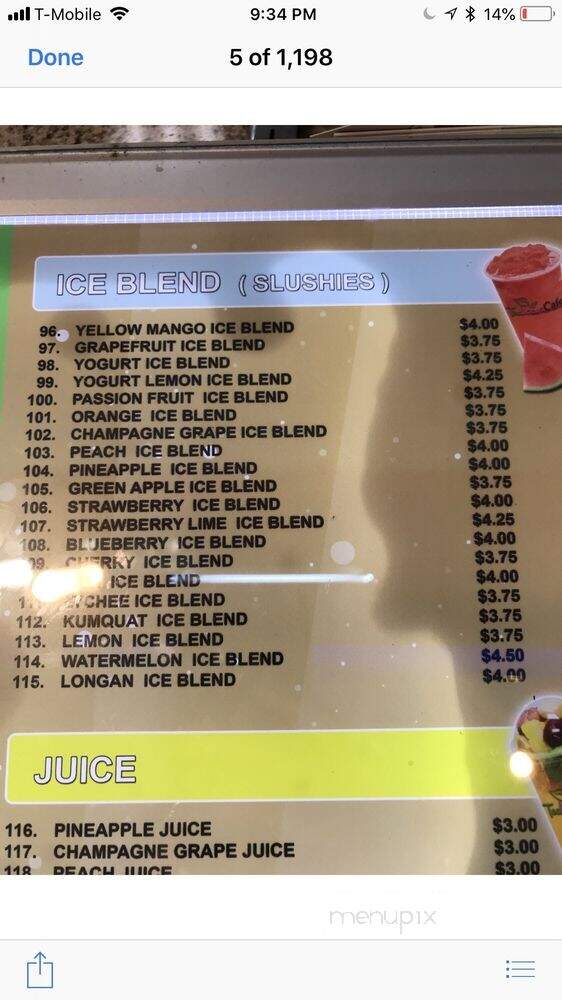 T-Mobile 9:34 PM 14%
Done 5 of 1,198
ICE BLEND (SLUSHIES)
96. YELLOW MANGO ICE BLEND $4.00
97. GRAPEFRUIT ICE BLEND $3.75
98. YOGURT ICE BLEND $3.75
99. YOGURT LEMON ICE BLEND $4.25
100. PASSION FRUIT ICE BLEND $3.75
101. ORANGE ICE BLEND $3.75
102. CHAMPAGNE GRAPE ICE BLEND $3.75
103. PEACH ICE BLEND $4.00
104. PINEAPPLE ICE BLEND $4.00
105. GREEN APPLE ICE BLEND $3.75
106. STRAWBERRY ICE BLEND $4.00
107. STRAWBERRY LIME ICE BLEND $4.25
108. BLUEBERRY ICE BLEND $4.00
CHERRY ICE BLEND $3.75
ICE BLEND $4.00
LYCHEE ICE BLEND $3.75
112. KUMQUAT ICE BLEND $3.75
113. LEMON ICE BLEND $3.75
114. WATERMELON ICE BLEND $4.50
115. LONGAN ICE BLEND $4.00
JUICE
116. PINEAPPLE JUICE $3.00
117. CHAMPAGNE GRAPE JUICE $3.00
118 PEACH JUICE $3.00
menupix